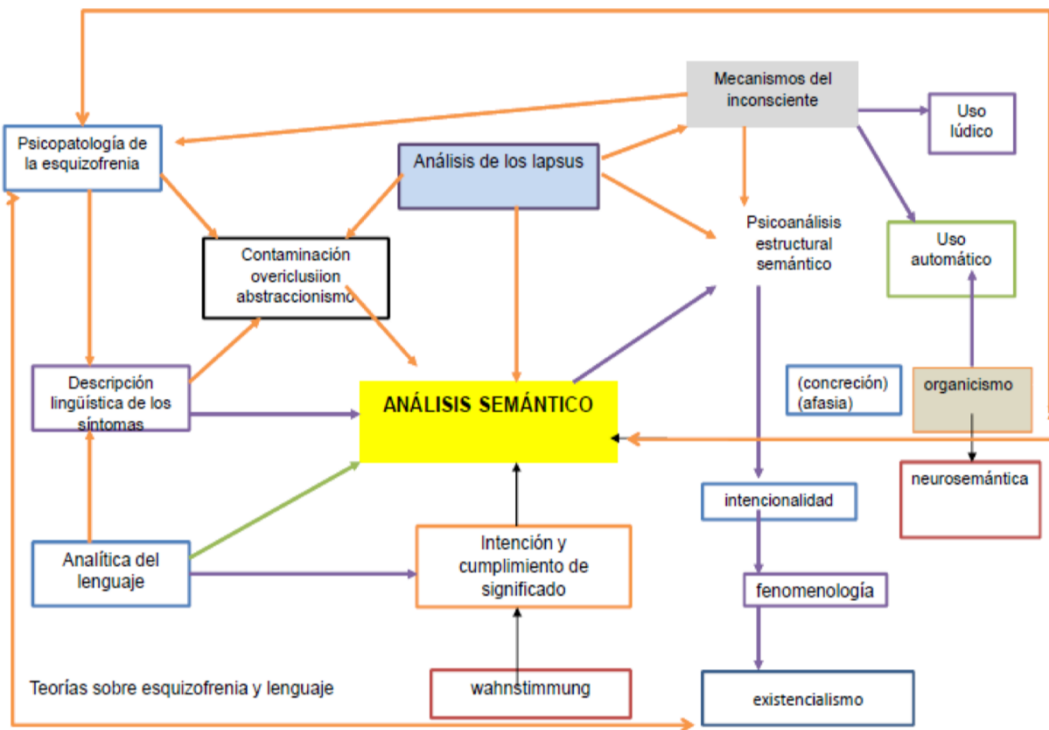 Mecanismos del
inconsciente
Uso
lúdico
Psicopatología de
la esquizofrenia
Análisis de los lapsus
Psicoanálisis
estructural
semántico
Uso
automático
Contaminación
overiclusiion
abstraccionismo
Descripción
lingüística de los
síntomas
ANÁLISIS SEMÁNTICO
(concreción)
(afasia)
organicismo
neurosemántica
intencionalidad
Analítica del
lenguaje
Intención y
cumplimiento de
significado
fenomenología
Teorías sobre esquizofrenia y lenguaje
wahnstimmung
existencialismo